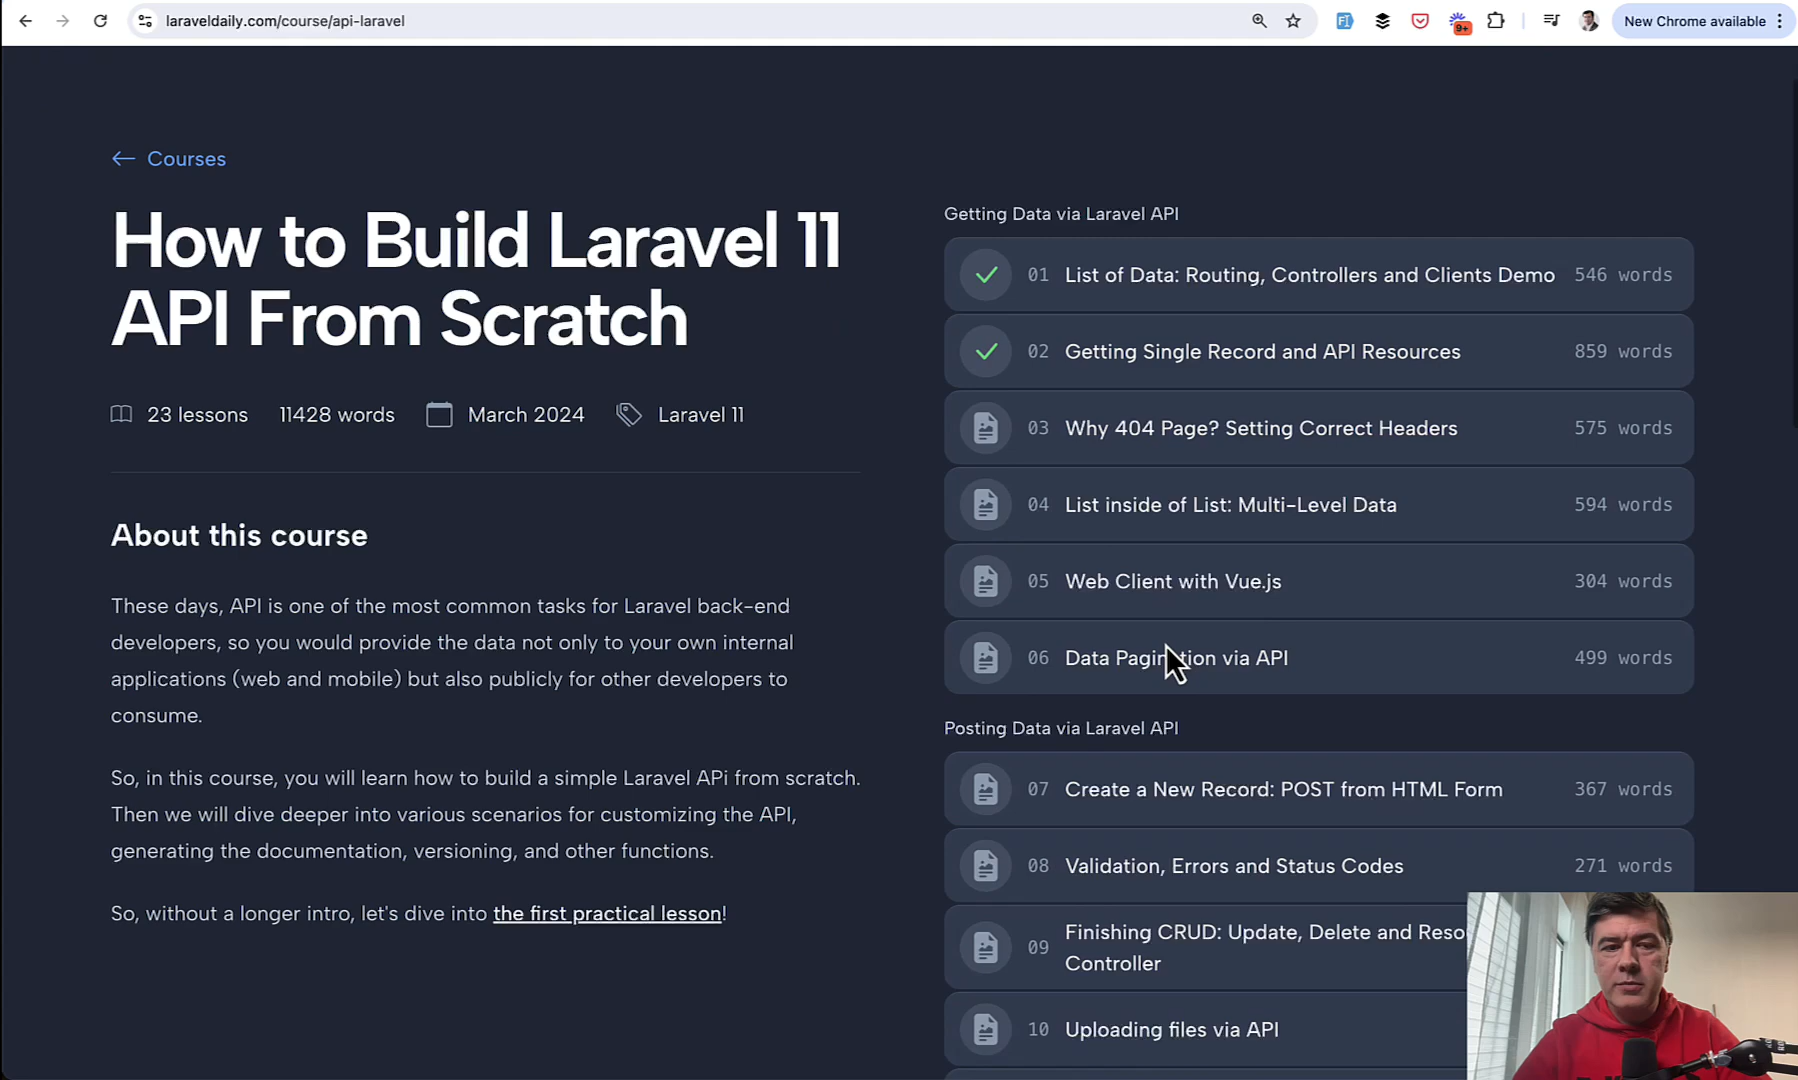 laraveldaily.com/course/api-laravel
9+
New Chrome available
Courses
How to Build Laravel 11
API From Scratch
23 lessons
11428 words
March 2024
Laravel 11
About this course
These days, API is one of the most common tasks for Laravel back-end
developers, so you would provide the data not only to your own internal
applications (web and mobile) but also publicly for other developers to
consume.
So, in this course, you will learn how to build a simple Laravel APi from scratch.
Then we will dive deeper into various scenarios for customizing the API,
generating the documentation, versioning, and other functions.
So, without a longer intro, let's dive into the first practical lesson!
Getting Data via Laravel API
01 List of Data: Routing, Controllers and Clients Demo 546 words
02 Getting Single Record and API Resources 859 words
03 Why 404 Page? Setting Correct Headers 575 words
04 List inside of List: Multi-Level Data 594 words
05 Web Client with Vue.js 304 words
06 Data Pagination via API 499 words
Posting Data via Laravel API
07 Create a New Record: POST from HTML Form 367 words
08 Validation, Errors and Status Codes 271 words
09 Finishing CRUD: Update, Delete and Reso
Controller
10 Uploading files via API